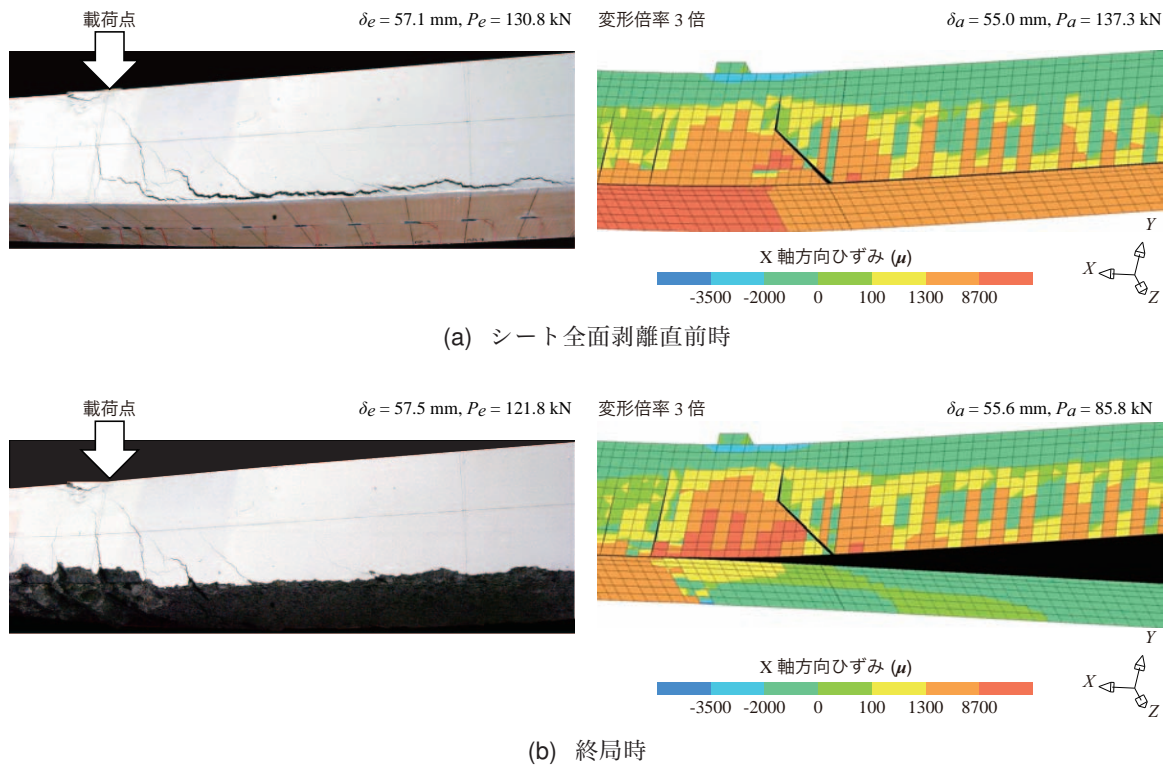 載荷点
δe = 57.1 mm, Pe = 130.8 kN
変形倍率 3 倍
δa = 55.0 mm, Pa = 137.3 kN
Y
X
Z
X 軸方向ひずみ (μ)
-3500 -2000 0 100 1300 8700
(a) シート全面剥離直前時
載荷点
δe = 57.5 mm, Pe = 121.8 kN
変形倍率 3 倍
δa = 55.6 mm, Pa = 85.8 kN
Y
X
Z
X 軸方向ひずみ (μ)
-3500 -2000 0 100 1300 8700
(b) 終局時